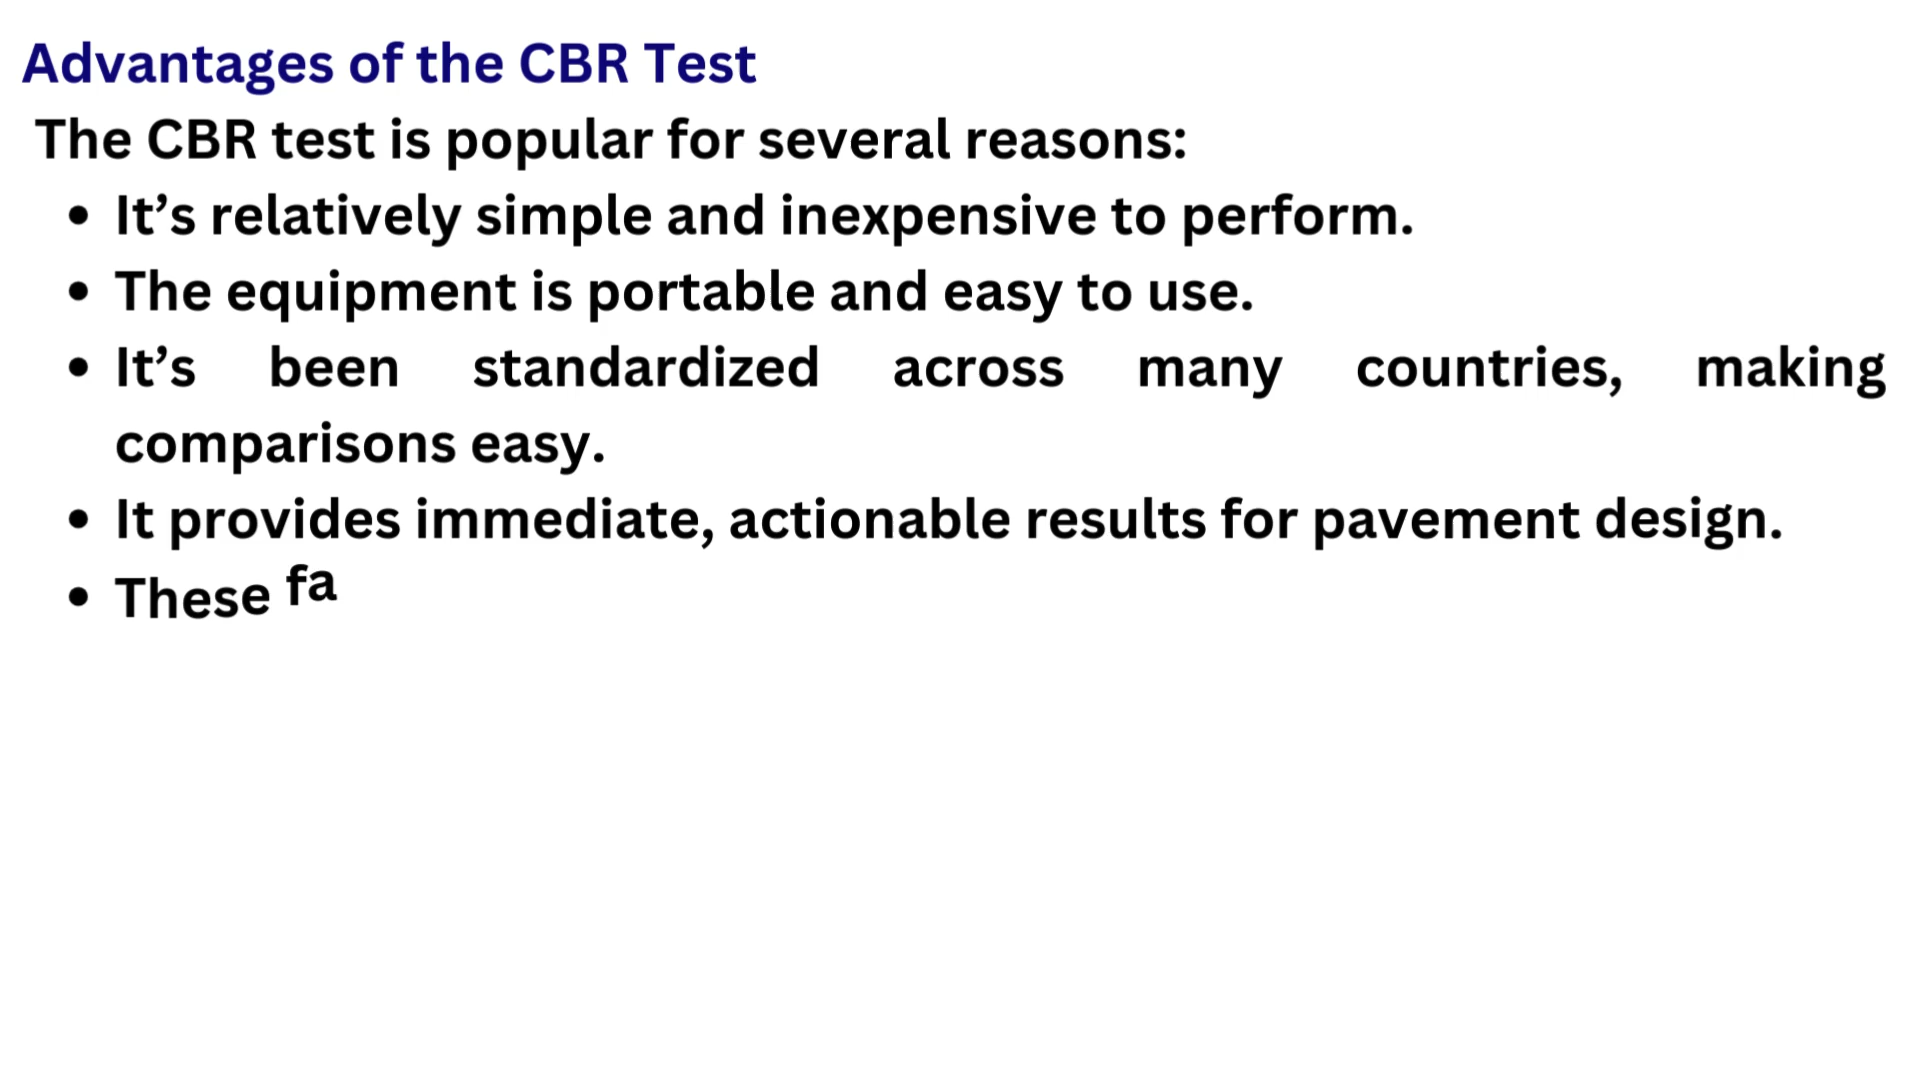 Advantages of the CBR Test
The CBR test is popular for several reasons:
• It’s relatively simple and inexpensive to perform.
• The equipment is portable and easy to use.
• It’s been standardized across many countries, making
comparisons easy.
• It provides immediate, actionable results for pavement design.
• These fa